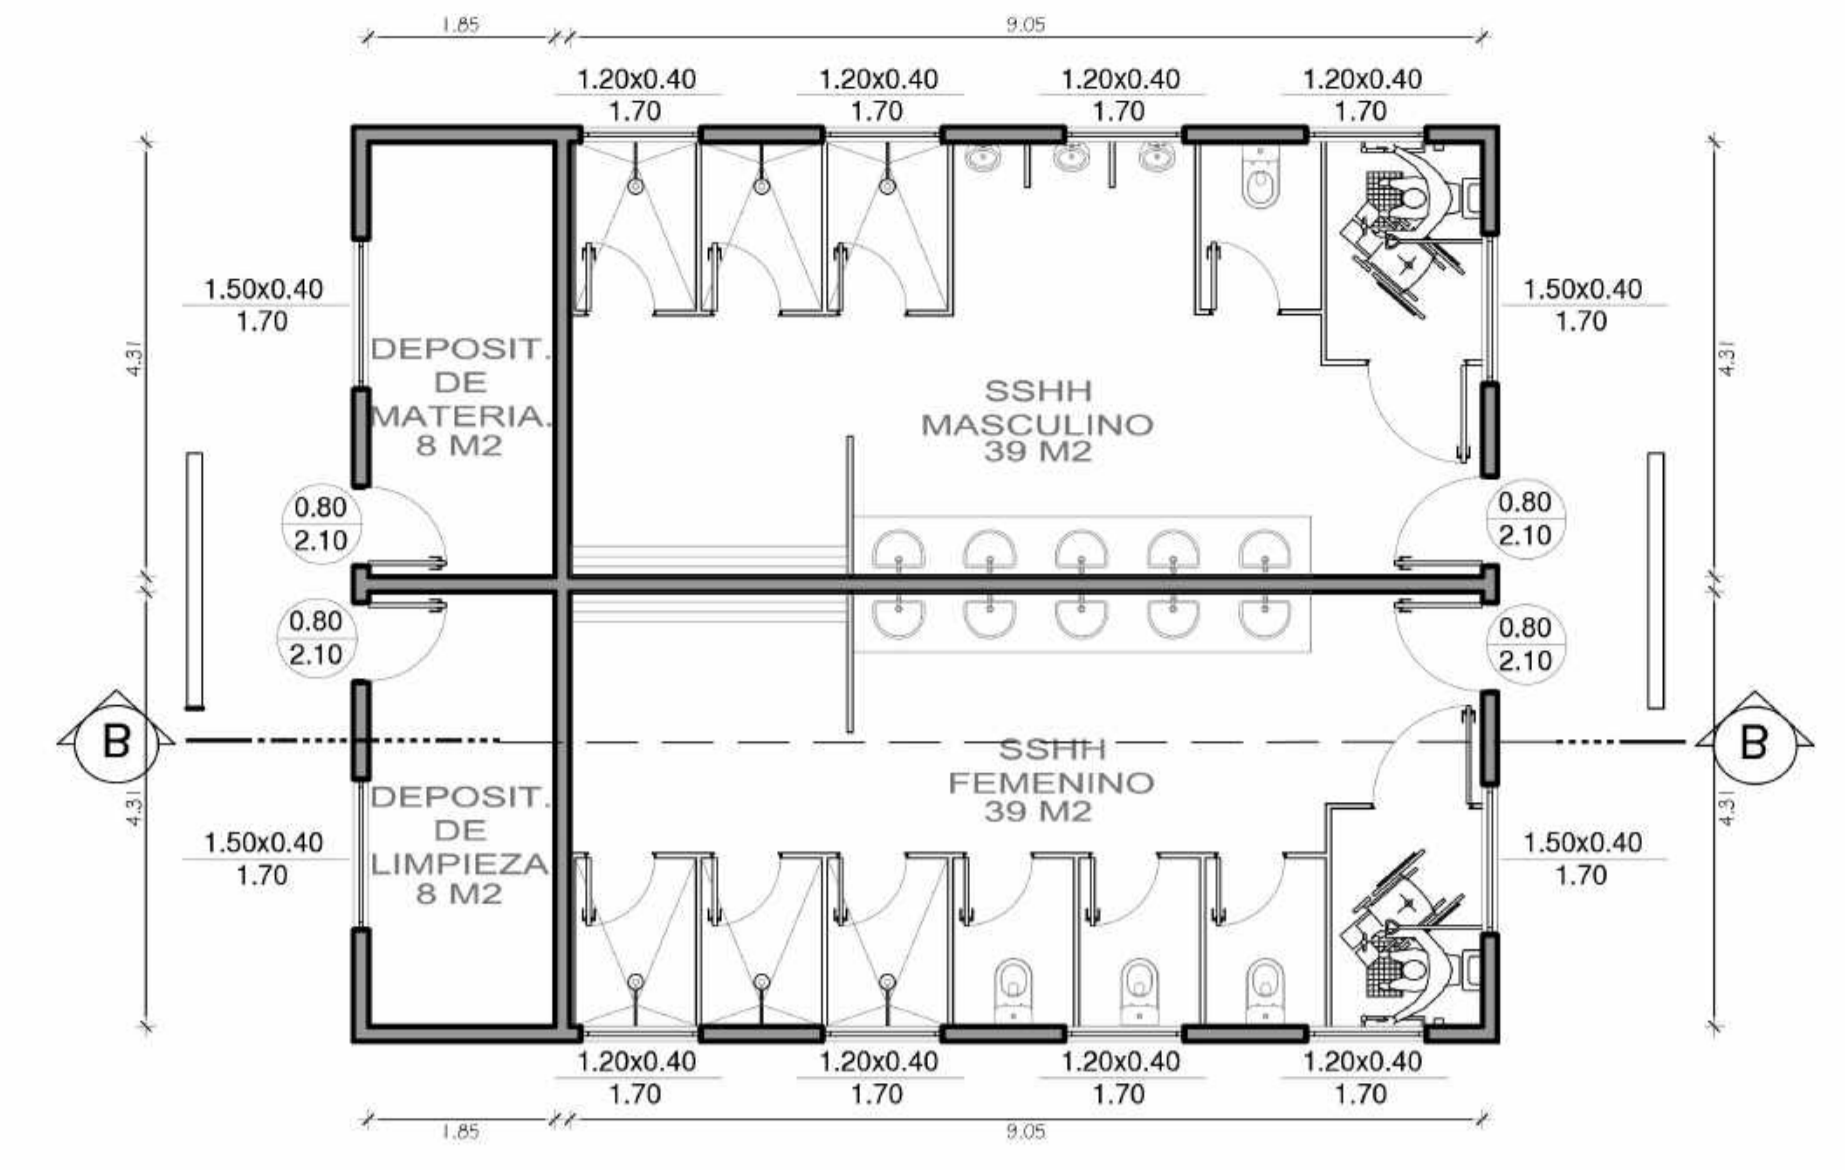 1.85
9.05
1.20x0.40
1.70
1.20x0.40
1.70
1.20x0.40
1.70
1.20x0.40
1.70
1.50x0.40
1.70
1.50x0.40
1.70
4.31
4.31
DEPOSIT.
DE
MATERIA.
8 M2
SSHH
MASCULINO
39 M2
0.80
2.10
0.80
2.10
0.80
2.10
0.80
2.10
B
B
SSHH
FEMENINO
39 M2
DEPOSIT.
DE
LIMPIEZA
8 M2
4.31
4.31
1.50x0.40
1.70
1.50x0.40
1.70
1.20x0.40
1.70
1.20x0.40
1.70
1.20x0.40
1.70
1.20x0.40
1.70
1.85
9.05